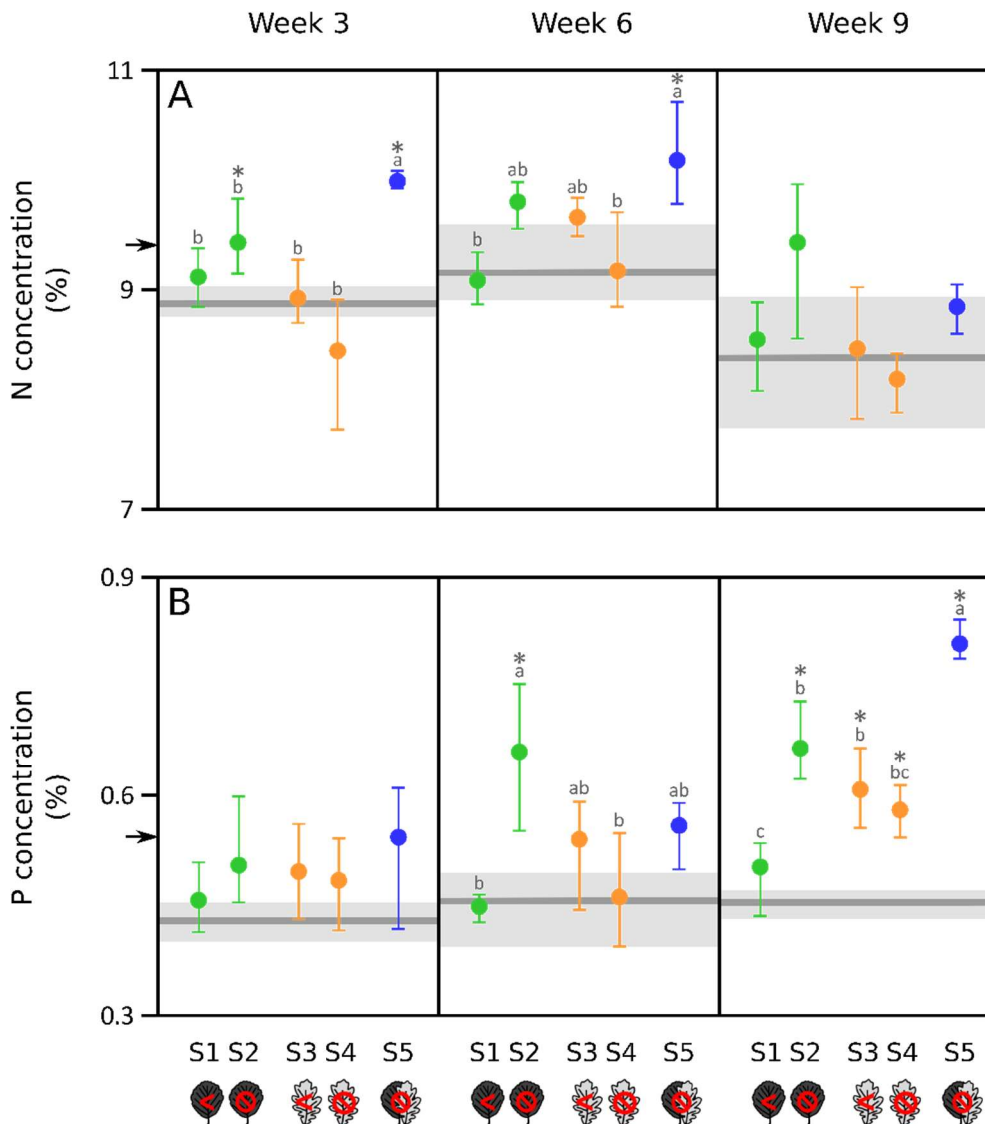 Week 3 Week 6 Week 9
11
A
* * *
a
* a ab ab b
b b b b b
9
7
N concentration
(%)
0.9
B
* * * * *
a b b bc a
ab b ab
b c
0.6
0.3
P concentration
(%)
S1 S2 S3 S4 S5 S1 S2 S3 S4 S5 S1 S2 S3 S4 S5